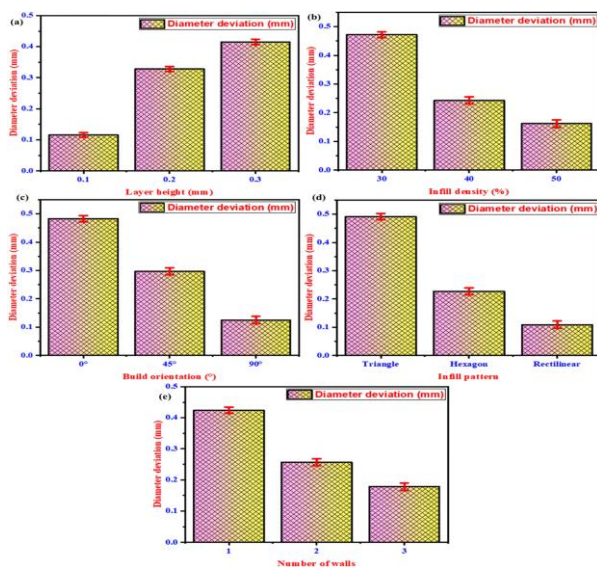 (a)
Diameter deviation (mm)
Diameter deviation (mm)
0.5
0.4
0.3
0.2
0.1
0.0
0.1 0.2 0.3
Layer height (mm)
(b)
Diameter deviation (mm)
Diameter deviation (mm)
0.5
0.4
0.3
0.2
0.1
0.0
30 40 50
Infill density (%)
(c)
Diameter deviation (mm)
Diameter deviation (mm)
0.5
0.4
0.3
0.2
0.1
0.0
0° 45° 90°
Build orientation (°)
(d)
Diameter deviation (mm)
Diameter deviation (mm)
0.5
0.4
0.3
0.2
0.1
0.0
Triangle Hexagon Rectilinear
Infill pattern
(e)
Diameter deviation (mm)
Diameter deviation (mm)
0.5
0.4
0.3
0.2
0.1
0.0
1 2 3
Number of walls